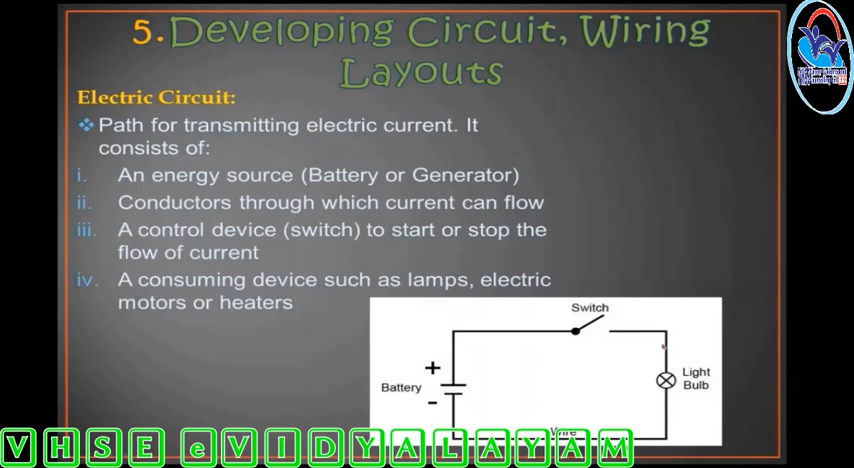 5.Developing Circuit, Wiring
Layouts
Electric Circuit:
❖ Path for transmitting electric current. It
consists of:
i. An energy source (Battery or Generator)
ii. Conductors through which current can flow
iii. A control device (switch) to start or stop the
flow of current
iv. A consuming device such as lamps, electric
motors or heaters
Switch
+
Battery
-
Light
Bulb
Wire
VHSE eVIDYALAYAM